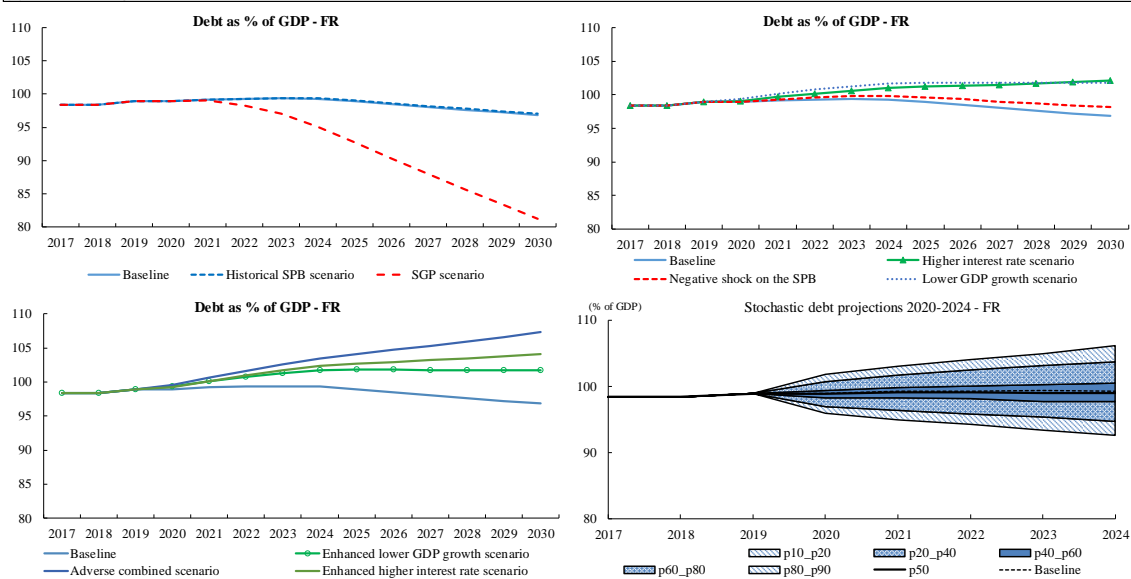 Debt as % of GDP - FR
110
105
100
95
90
85
80
2017 2018 2019 2020 2021 2022 2023 2024 2025 2026 2027 2028 2029 2030
Baseline Historical SPB scenario SGP scenario
Debt as % of GDP - FR
110
105
100
95
90
85
80
2017 2018 2019 2020 2021 2022 2023 2024 2025 2026 2027 2028 2029 2030
Baseline Higher interest rate scenario
Negative shock on the SPB Lower GDP growth scenario
Debt as % of GDP - FR
110
105
100
95
90
85
80
2017 2018 2019 2020 2021 2022 2023 2024 2025 2026 2027 2028 2029 2030
Baseline Enhanced lower GDP growth scenario
Adverse combined scenario Enhanced higher interest rate scenario
(% of GDP) Stochastic debt projections 2020-2024 - FR
110
100
90
80
2017 2018 2019 2020 2021 2022 2023 2024
p10_p20 p20_p40 p40_p60
p60_p80 p80_p90 p50 Baseline